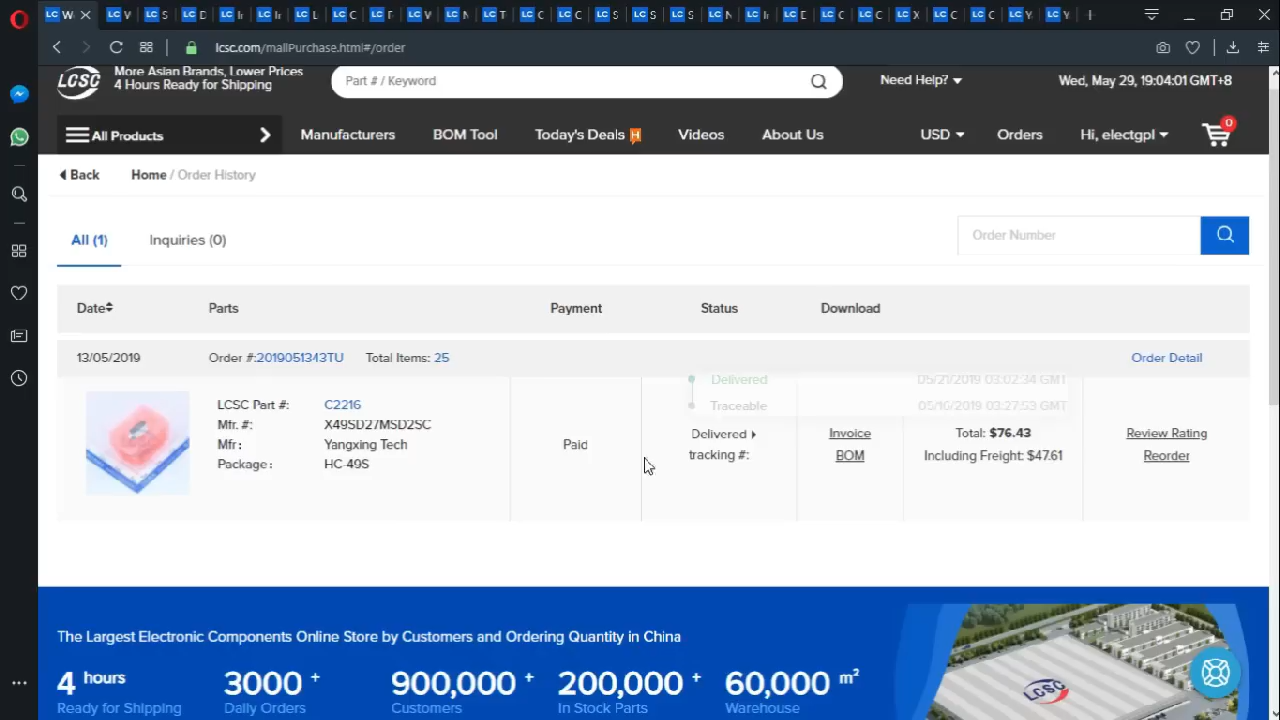 lcsc.com/mallPurchase.html#/order
LCSC
More Asian Brands, Lower Prices
4 Hours Ready for Shipping
Part # / Keyword
Need Help?
Wed, May 29, 19:04:01 GMT+8
All Products
Manufacturers
BOM Tool
Today's Deals H
Videos
About Us
USD
Orders
Hi, electgpl
0
Back
Home / Order History
All (1)
Inquiries (0)
Order Number
Date Parts Payment Status Download
13/05/2019 Order #:2019051343TU Total Items: 25 Order Detail
Delivered 05/21/2019 03:02:34 GMT
Traceable 05/16/2019 03:27:53 GMT
LCSC Part #: C2216
Mfr. #: X49SD27MSD2SC
Mfr: Yangxing Tech
Package: HC-49S
Paid
Delivered
tracking #:
Invoice
BOM
Total: $76.43
Including Freight: $47.61
Review Rating
Reorder
The Largest Electronic Components Online Store by Customers and Ordering Quantity in China
4 hours
Ready for Shipping
3000 +
Daily Orders
900,000 +
Customers
200,000 +
In Stock Parts
60,000 m²
Warehouse
LCSC